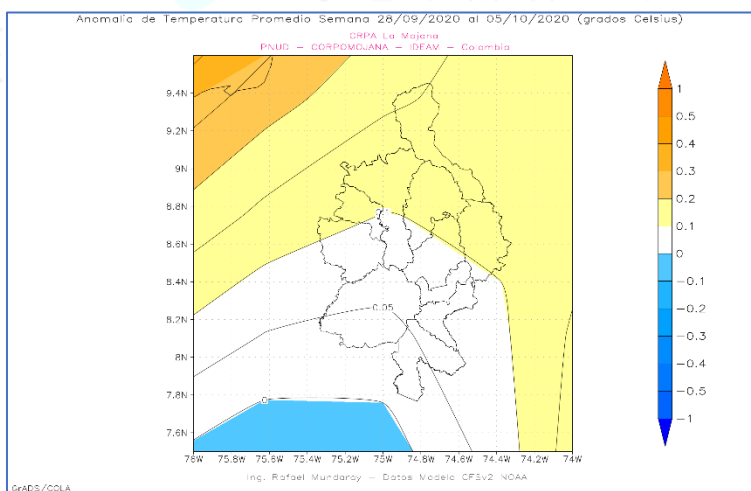 Anomalia de Temperatura Promedio Semana 28/09/2020 al 05/10/2020 (grados Celsius)
CRPA La Mojana
PNUD – CORPOMOJANA – IDEAM – Colombia
9.4N
9.2N
9N
8.8N
8.6N
8.4N
8.2N
8N
7.8N
7.6N
0.05
0
76W 75.8W 75.6W 75.4W 75.2W 75W 74.8W 74.6W 74.4W 74.2W 74W
1
0.5
0.4
0.3
0.2
0.1
0
−0.1
−0.2
−0.3
−0.4
−0.5
−1
Ing. Rafael Mundaray – Datos Modelo CFSv2 NOAA
GrADS/COLA